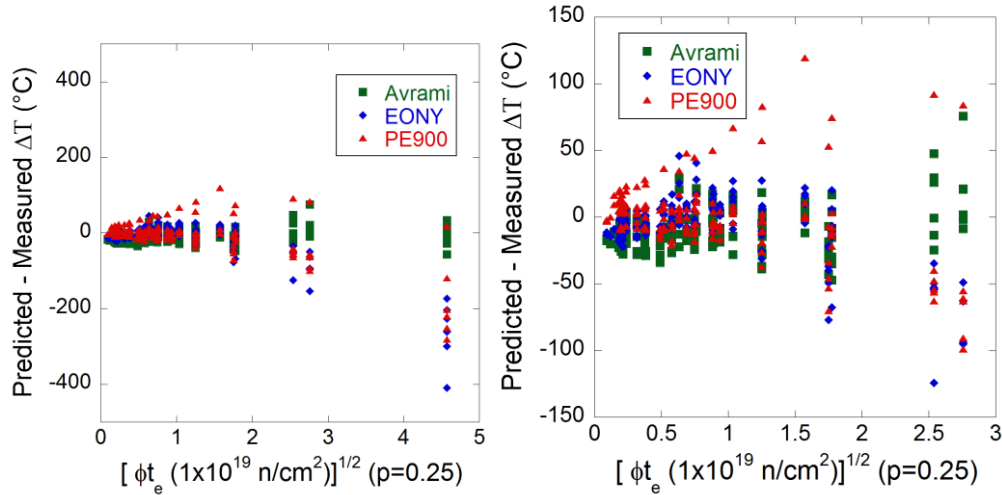 Predicted - Measured ΔT (°C)
400
200
0
-200
-400
0
1
2
3
4
5
Avrami
EONY
PE900
[ ϕt_e (1x10^19 n/cm^2)]^1/2 (p=0.25)
Predicted - Measured ΔT (°C)
150
100
50
0
-50
-100
-150
0
0.5
1
1.5
2
2.5
3
Avrami
EONY
PE900
[ ϕt_e (1x10^19 n/cm^2)]^1/2 (p=0.25)